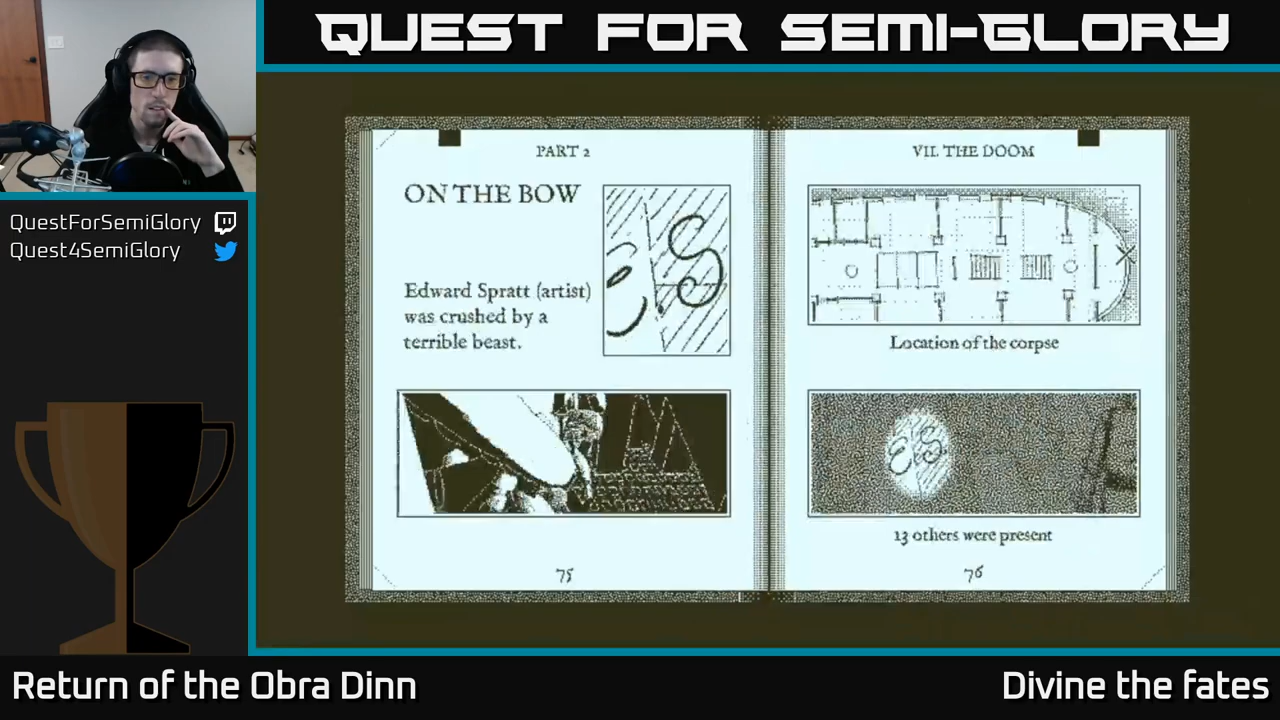 QUEST FOR SEMI-GLORY
QuestForSemiGlory
Quest4SemiGlory
PART 2
ON THE BOW
Edward Spratt (artist)
was crushed by a
terrible beast.
ES
75
VII. THE DOOM
Location of the corpse
ES
13 others were present
76
Return of the Obra Dinn
Divine the fates